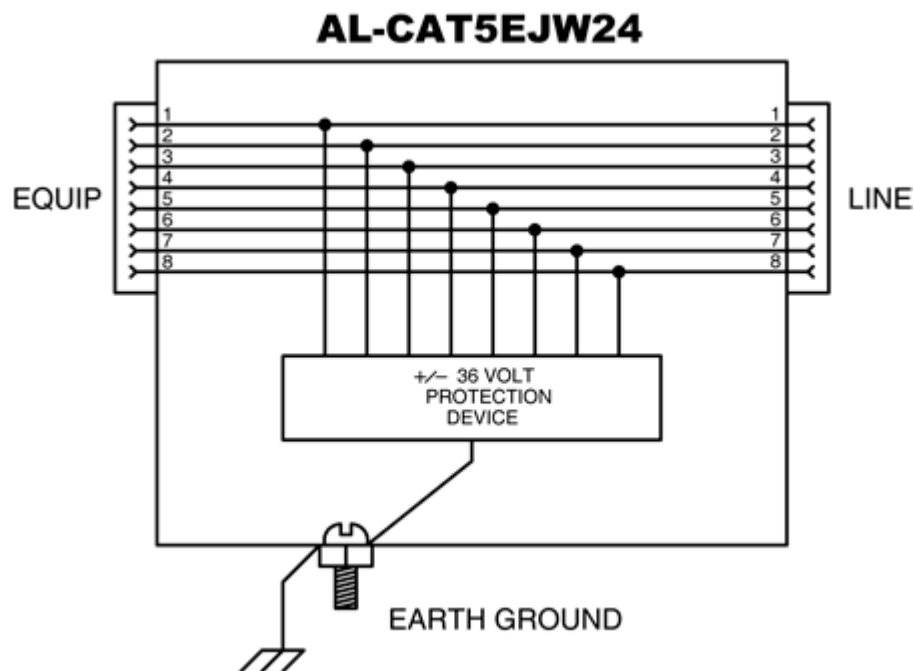 AL-CAT5EJW24
EQUIP
1
2
3
4
5
6
7
8
1
2
3
4
5
6
7
8
LINE
+/− 36 VOLT
PROTECTION
DEVICE
EARTH GROUND